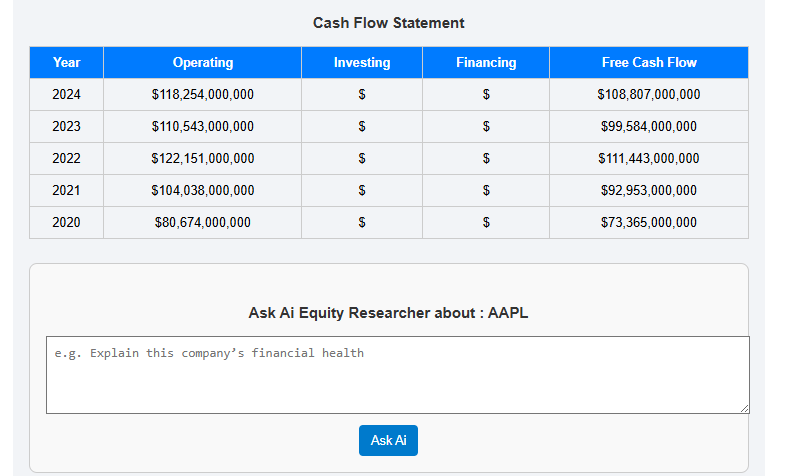 Cash Flow Statement
Year Operating Investing Financing Free Cash Flow
2024 $118,254,000,000 $ $ $108,807,000,000
2023 $110,543,000,000 $ $ $99,584,000,000
2022 $122,151,000,000 $ $ $111,443,000,000
2021 $104,038,000,000 $ $ $92,953,000,000
2020 $80,674,000,000 $ $ $73,365,000,000
Ask Ai Equity Researcher about : AAPL
e.g. Explain this company’s financial health
Ask Ai